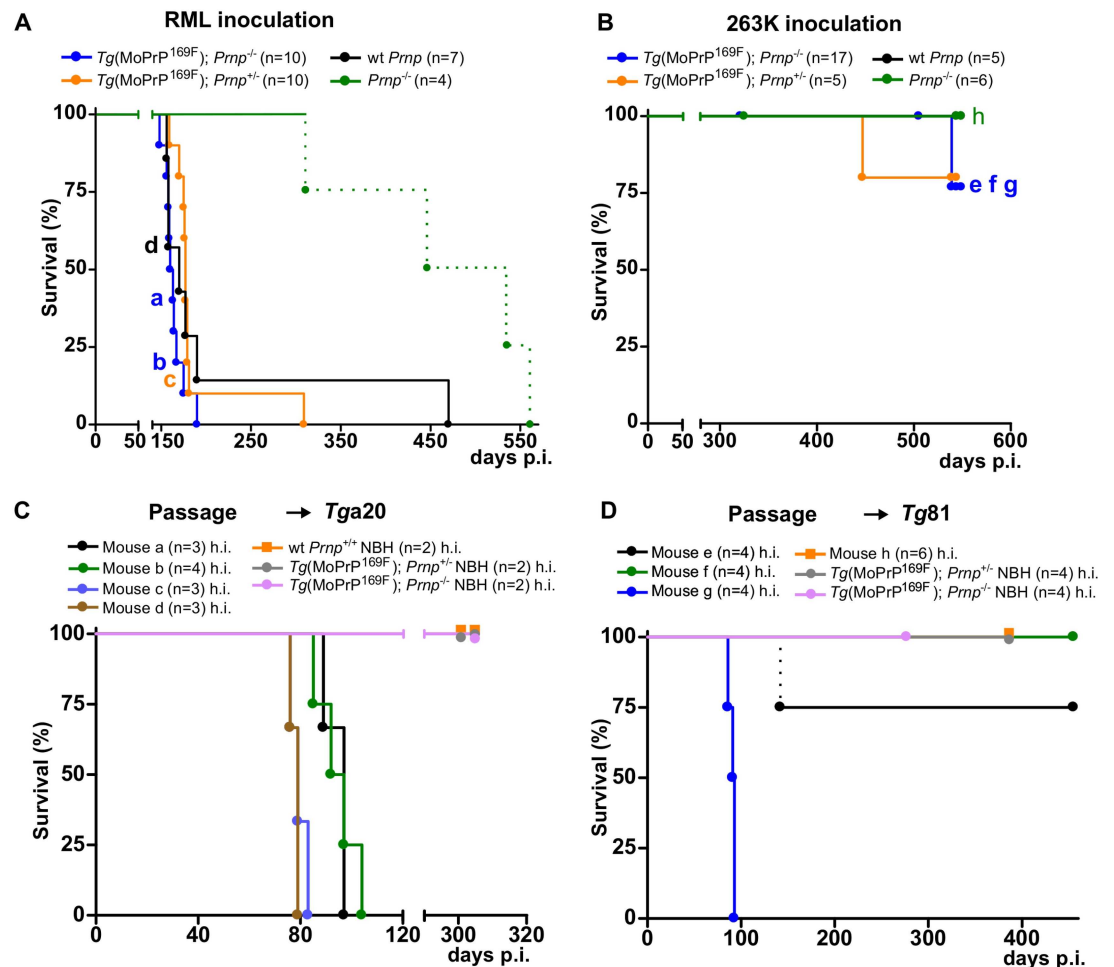 A
RML inoculation
Tg(MoPrP169F); Prnp-/- (n=10)
wt Prnp (n=7)
Tg(MoPrP169F); Prnp+/- (n=10)
Prnp-/- (n=4)
100
75
50
25
0
Survival (%)
d
a
b
c
0 50 150 250 350 450 550
days p.i.
B
263K inoculation
Tg(MoPrP169F); Prnp-/- (n=17)
wt Prnp (n=5)
Tg(MoPrP169F); Prnp+/- (n=5)
Prnp-/- (n=6)
100
75
50
25
0
Survival (%)
h
e f g
0 50 300 400 500 600
days p.i.
C
Passage → Tga20
Mouse a (n=3) h.i.
Mouse b (n=4) h.i.
Mouse c (n=3) h.i.
Mouse d (n=3) h.i.
wt Prnp+/+ NBH (n=2) h.i.
Tg(MoPrP169F); Prnp+/- NBH (n=2) h.i.
Tg(MoPrP169F); Prnp-/- NBH (n=2) h.i.
100
75
50
25
0
Survival (%)
0 40 80 120 300 320
days p.i.
D
Passage → Tg81
Mouse e (n=4) h.i.
Mouse f (n=4) h.i.
Mouse g (n=4) h.i.
Mouse h (n=6) h.i.
Tg(MoPrP169F); Prnp+/- NBH (n=4) h.i.
Tg(MoPrP169F); Prnp-/- NBH (n=4) h.i.
100
75
50
25
0
Survival (%)
0 100 200 300 400
days p.i.